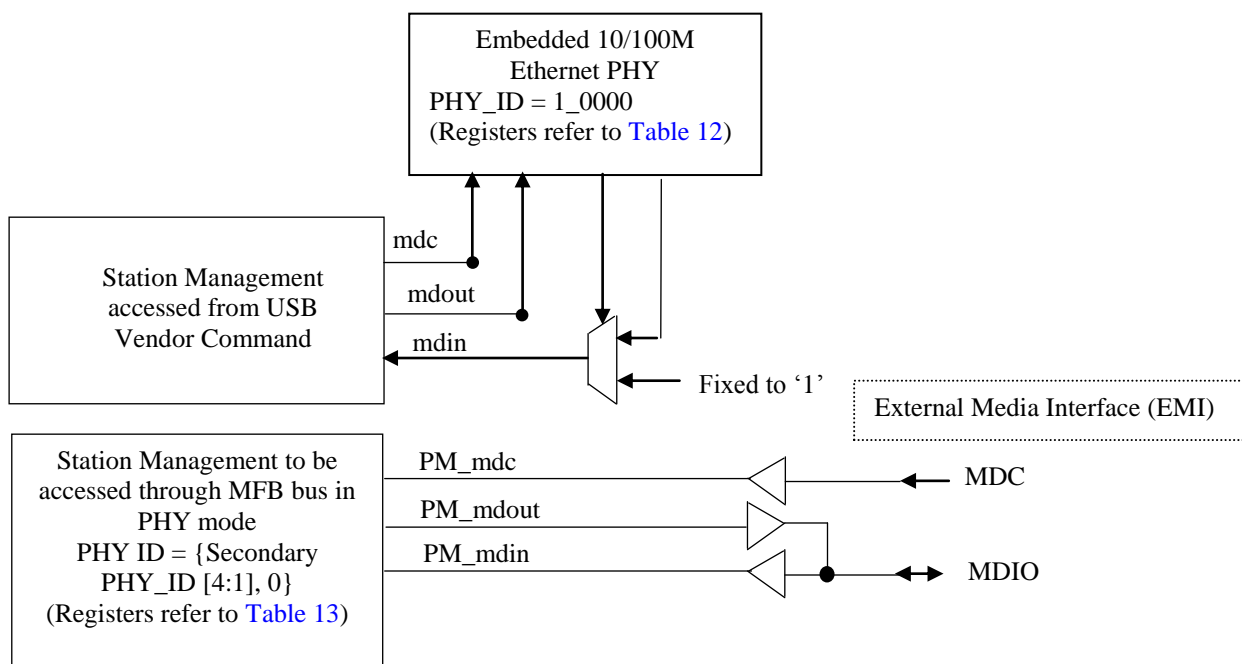 Embedded 10/100M
Ethernet PHY
PHY_ID = 1_0000
(Registers refer to Table 12)
Station Management
accessed from USB
Vendor Command
mdc
mdout
mdin
Fixed to ‘1’
External Media Interface (EMI)
Station Management to be
accessed through MFB bus in
PHY mode
PHY ID = {Secondary
PHY_ID [4:1], 0}
(Registers refer to Table 13)
PM_mdc
PM_mdout
PM_mdin
MDC
MDIO